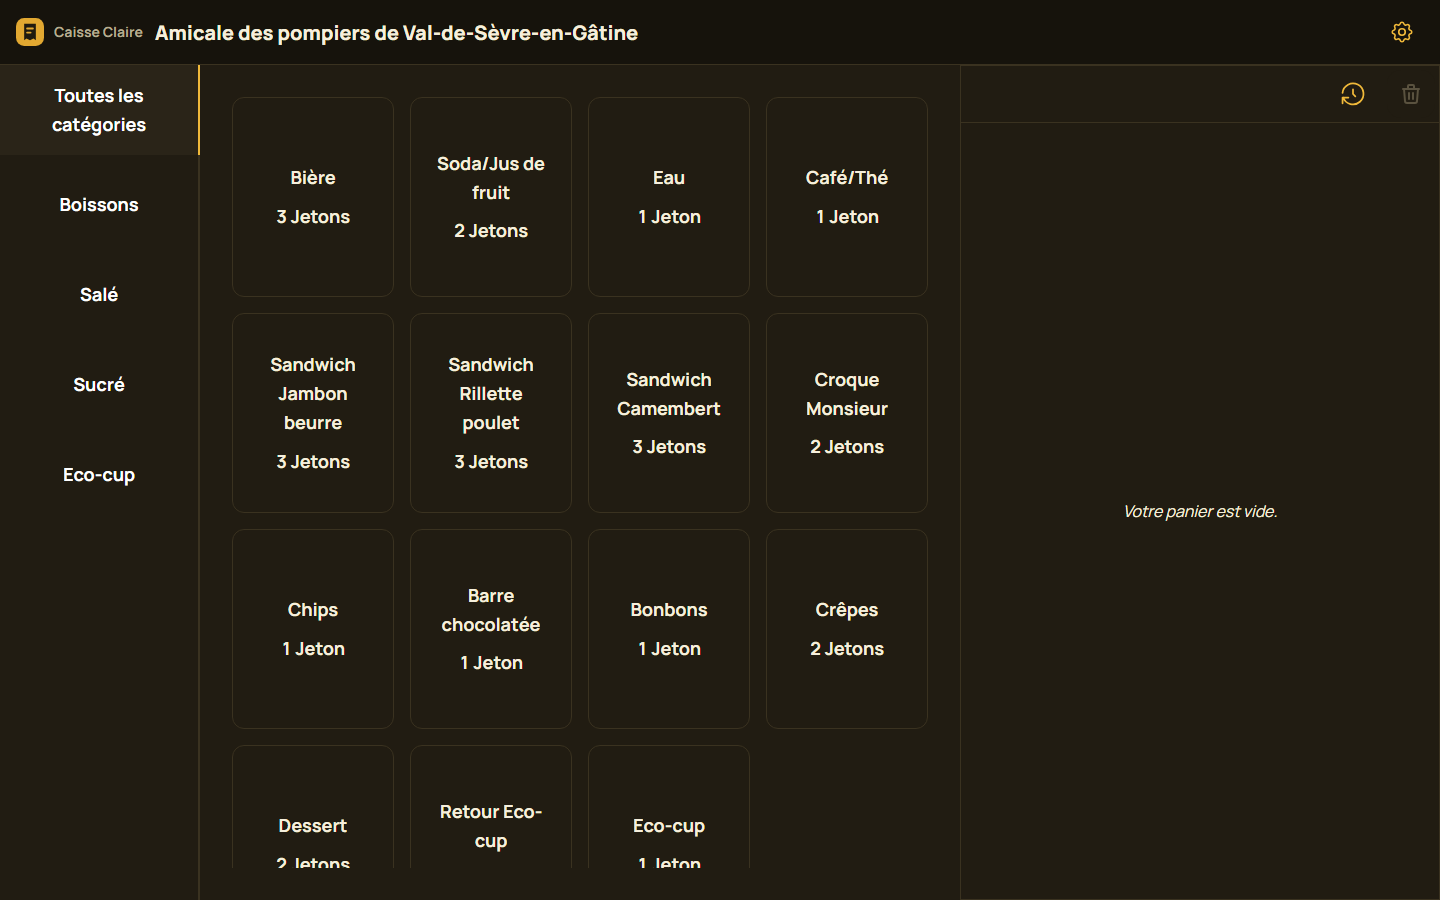 Caisse Claire
Amicale des pompiers de Val-de-Sèvre-en-Gâtine
Toutes les
catégories
Boissons
Salé
Sucré
Eco-cup
Bière
3 Jetons
Soda/Jus de
fruit
2 Jetons
Eau
1 Jeton
Café/Thé
1 Jeton
Sandwich
Jambon
beurre
3 Jetons
Sandwich
Rillette
poulet
3 Jetons
Sandwich
Camembert
3 Jetons
Croque
Monsieur
2 Jetons
Chips
1 Jeton
Barre
chocolatée
1 Jeton
Bonbons
1 Jeton
Crêpes
2 Jetons
Dessert
2 Jetons
Retour Eco-
cup
Eco-cup
1 Jeton
Votre panier est vide.